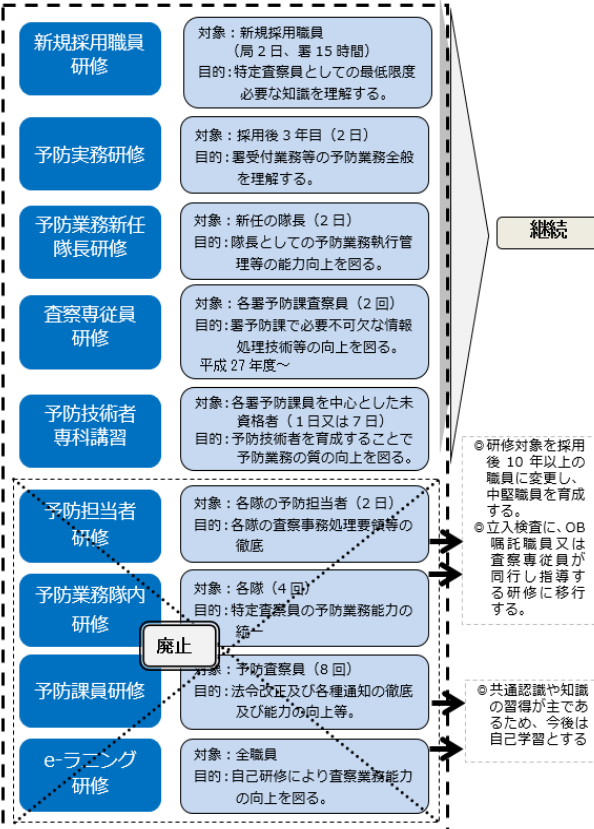 新規採用職員
研修
対象：新規採用職員
（局２日、署１５時間）
目的：特定査察員としての最低限度
必要な知識を理解する。
予防実務研修
対象：採用後３年目（２日）
目的：署受付業務等の予防業務全般
を理解する。
予防業務新任
隊長研修
対象：新任の隊長（２日）
目的：隊長としての予防業務執行管
理等の能力向上を図る。
継続
査察専従員
研修
対象：各署予防課査察員（２回）
目的：署予防課で必要不可欠な情報
処理技術等の向上を図る。
平成 27 年度～
予防技術者
専科講習
対象：各署予防課員を中心とした未
資格者（１日又は７日）
目的：予防技術者を育成することで
予防業務の質の向上を図る。
◎研修対象を採用
後 10 年以上の
職員に変更し、
中堅職員を育成
する。
◎立入検査に、OB
嘱託職員又は
査察専従員が
同行し指導す
る研修に移行
する。
予防担当者
研修
対象：各隊の予防担当者（２日）
目的：各隊の査察事務処理要領等の
徹底
予防業務隊内
研修
対象：各隊（４回）
目的：特定査察員の予防業務能力の
統一
廃止
予防課員研修
対象：予防査察員（８回）
目的：法令改正及び各種通知の徹底
及び能力の向上等。
◎共通認識や知識
の習得が主であ
るため、今後は
自己学習とする
e-ラニング
研修
対象：全職員
目的：自己研修により査察業務能力
の向上を図る。